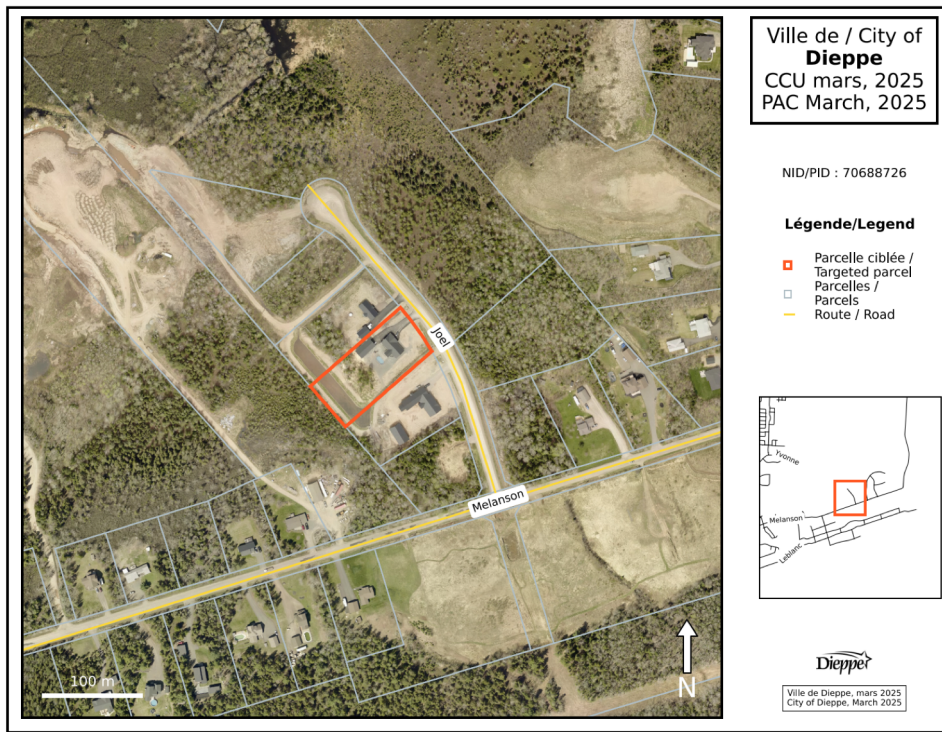 Ville de / City of
Dieppe
CCU mars, 2025
PAC March, 2025
NID/PID : 70688726
Légende/Legend
Parcelle ciblée /
Targeted parcel
Parcelles /
Parcels
Route / Road
Joel
Melanson
100 m
N
Yvonne
Melanson
Leblanc
Dieppe
Ville de Dieppe, mars 2025
City of Dieppe, March 2025